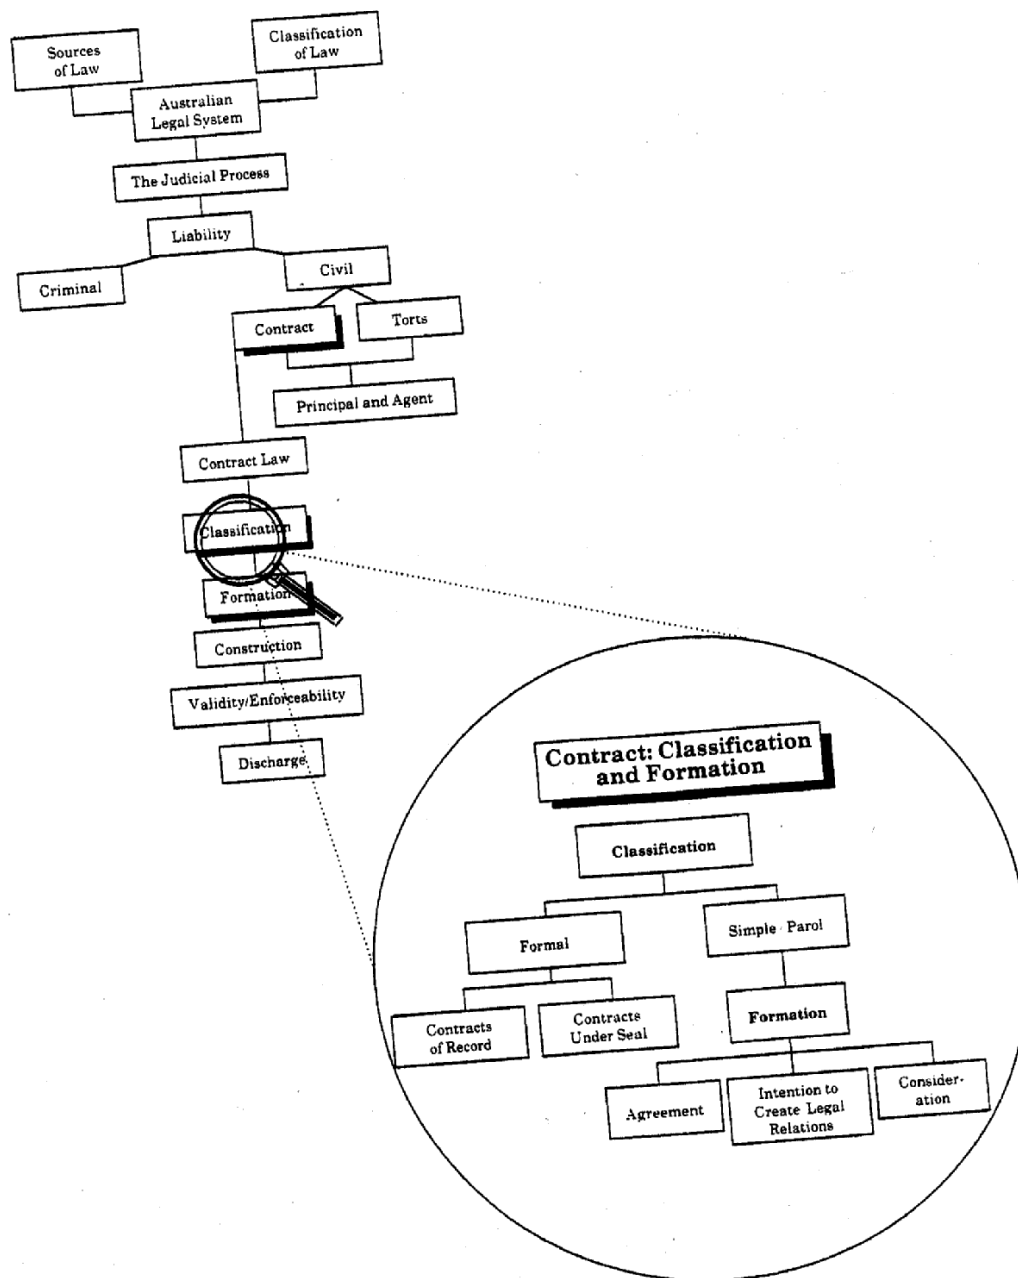 Sources
of Law
Classification
of Law
Australian
Legal System
The Judicial Process
Liability
Criminal
Civil
Contract
Torts
Principal and Agent
Contract Law
Classification
Formation
Construction
Validity/Enforceability
Discharge
Contract: Classification
and Formation
Classification
Formal
Simple Parol
Contracts
of Record
Contracts
Under Seal
Formation
Agreement
Intention to
Create Legal
Relations
Consider-
ation